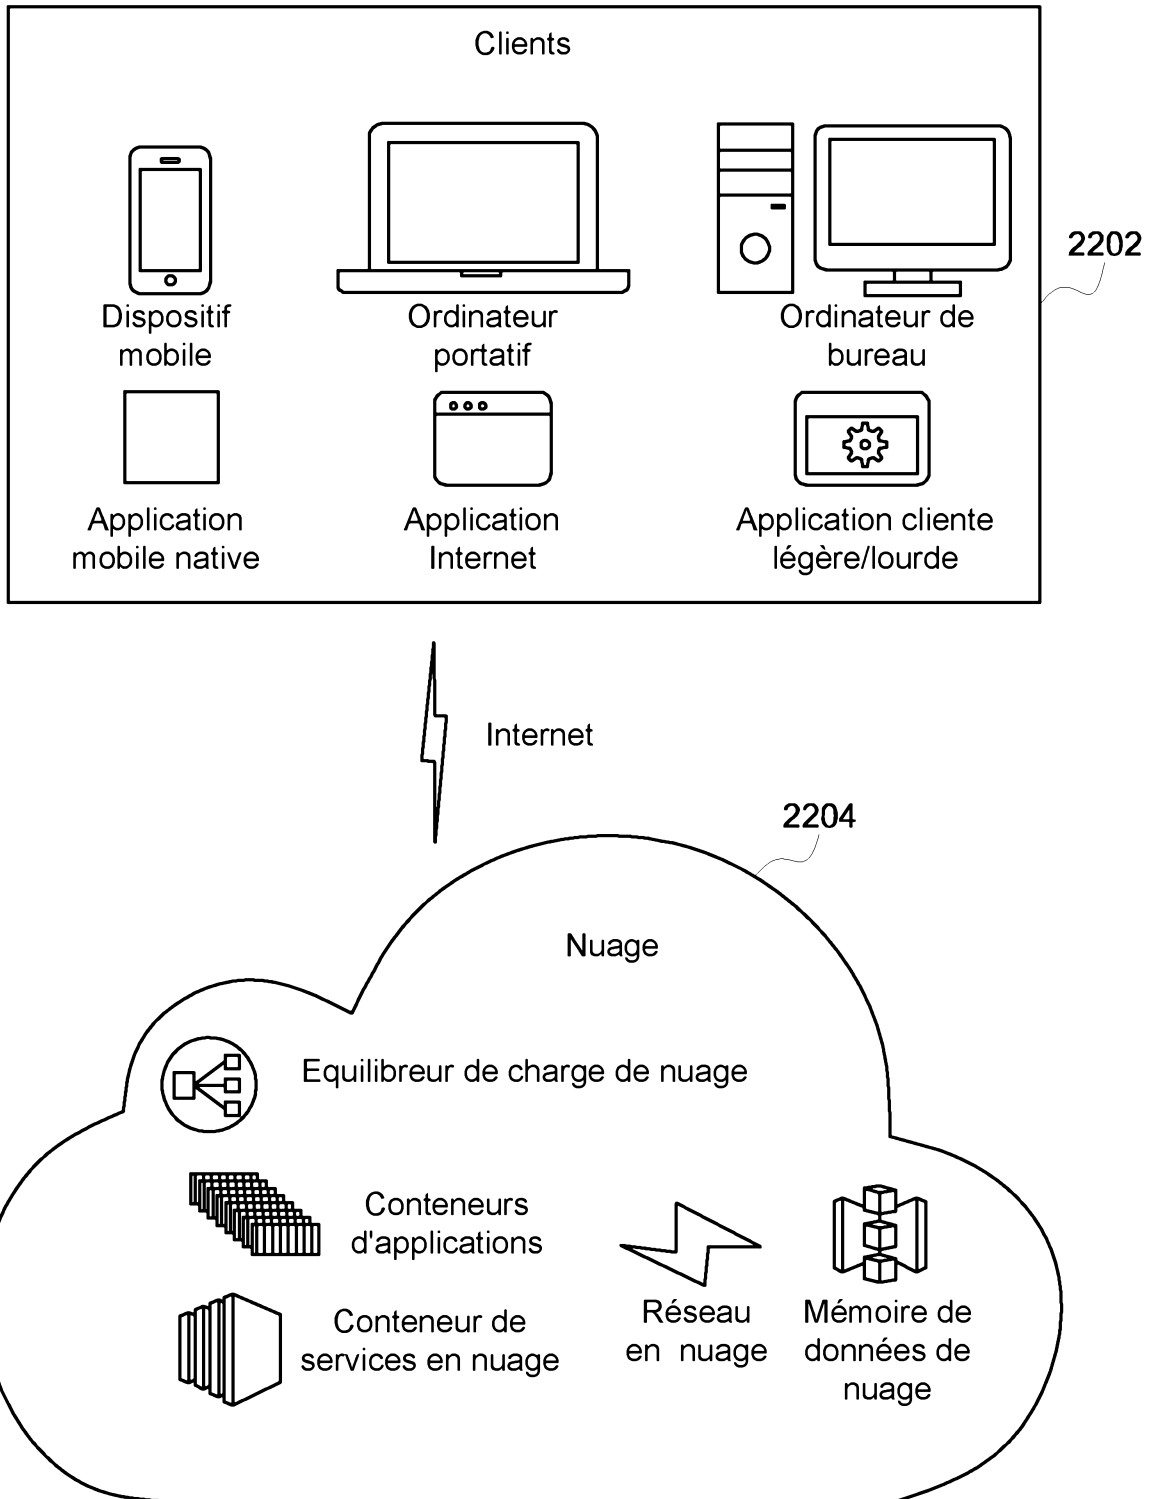 Clients
2202
Dispositif
mobile
Ordinateur
portatif
Ordinateur de
bureau
Application
mobile native
Application
Internet
Application cliente
légère/lourde
Internet
2204
Nuage
Equilibreur de charge de nuage
Conteneurs
d'applications
Conteneur de
services en nuage
Réseau
en nuage
Mémoire de
données de
nuage